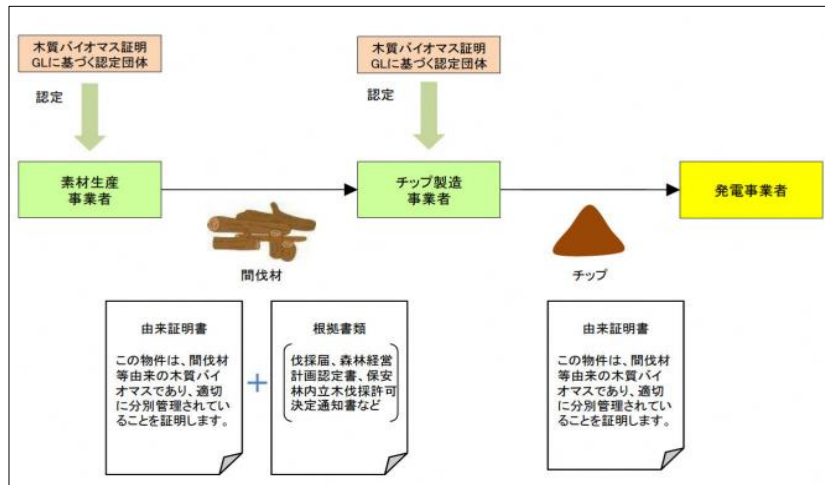 木質バイオマス証明
GLに基づく認定団体
木質バイオマス証明
GLに基づく認定団体
認定
認定
素材生産
事業者
チップ製造
事業者
発電事業者
間伐材
チップ
由来証明書
この物件は、間伐材
等由来の木質バイ
オマスであり、適切
に分別管理されてい
ることを証明します。
+
根拠書類
伐採届、森林経営
計画認定書、保安
林内立木伐採許可
決定通知書など
由来証明書
この物件は、間伐材
等由来の木質バイ
オマスであり、適切
に分別管理されてい
ることを証明します。